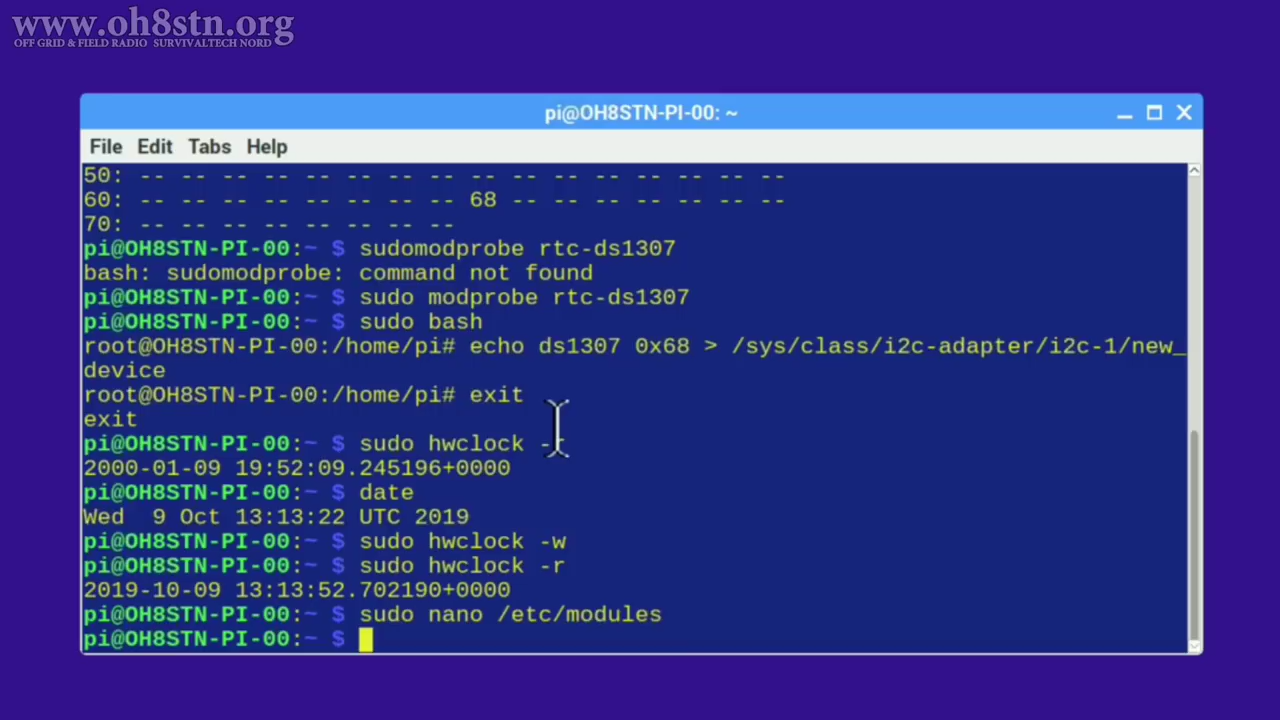 www.oh8stn.org
OFF GRID & FIELD RADIO SURVIVALTECH NORD
pi@OH8STN-PI-00: ~
File Edit Tabs Help
50: -- -- -- -- -- -- -- -- -- -- -- -- -- -- -- --
60: -- -- -- -- -- -- -- -- 68 -- -- -- -- -- -- --
70: -- -- -- -- -- -- -- --
pi@OH8STN-PI-00:~ $ sudomodprobe rtc-ds1307
bash: sudomodprobe: command not found
pi@OH8STN-PI-00:~ $ sudo modprobe rtc-ds1307
pi@OH8STN-PI-00:~ $ sudo bash
root@OH8STN-PI-00:/home/pi# echo ds1307 0x68 > /sys/class/i2c-adapter/i2c-1/new_
device
root@OH8STN-PI-00:/home/pi# exit
exit
pi@OH8STN-PI-00:~ $ sudo hwclock -r
2000-01-09 19:52:09.245196+0000
pi@OH8STN-PI-00:~ $ date
Wed  9 Oct 13:13:22 UTC 2019
pi@OH8STN-PI-00:~ $ sudo hwclock -w
pi@OH8STN-PI-00:~ $ sudo hwclock -r
2019-10-09 13:13:52.702190+0000
pi@OH8STN-PI-00:~ $ sudo nano /etc/modules
pi@OH8STN-PI-00:~ $